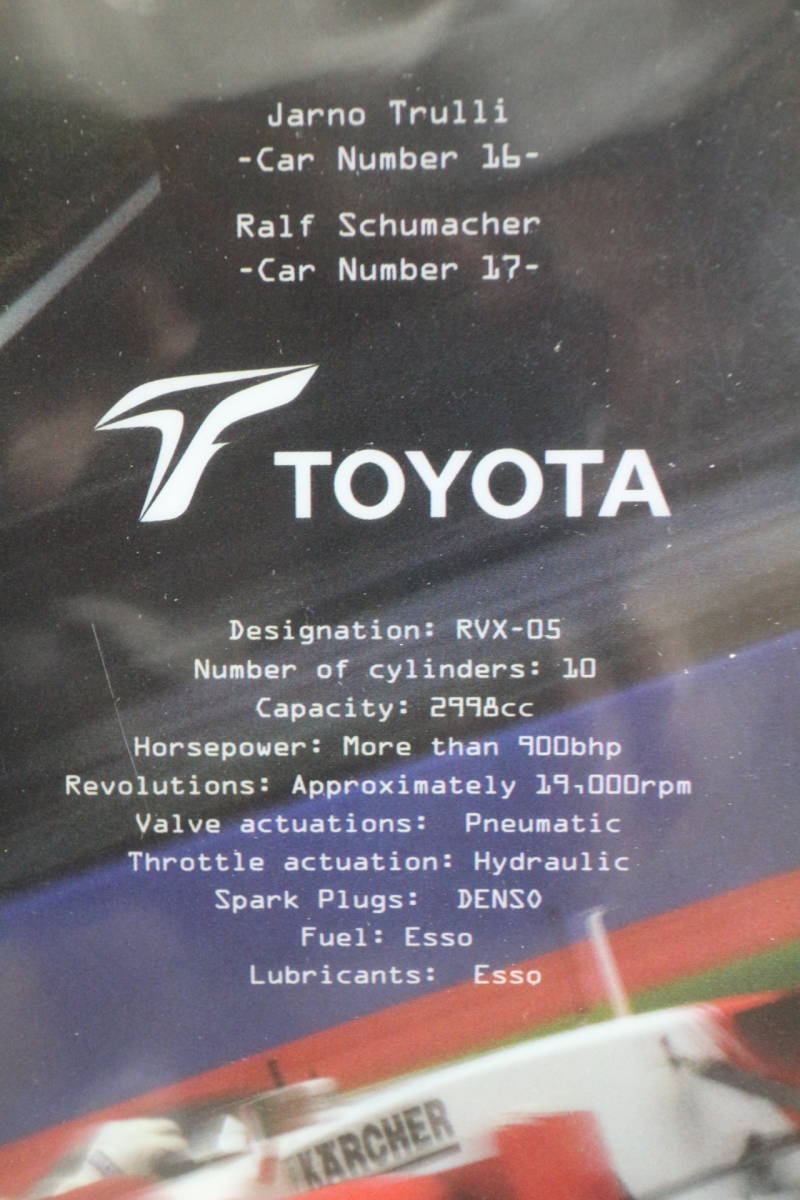 Jarno Trulli
-Car Number 16-
Ralf Schumacher
-Car Number 17-
TOYOTA
Designation: RVX-05
Number of cylinders: 10
Capacity: 2998cc
Horsepower: More than 900bhp
Revolutions: Approximately 19,000rpm
Valve actuations: Pneumatic
Throttle actuation: Hydraulic
Spark Plugs: DENSO
Fuel: Esso
Lubricants: Esso
KÄRCHER